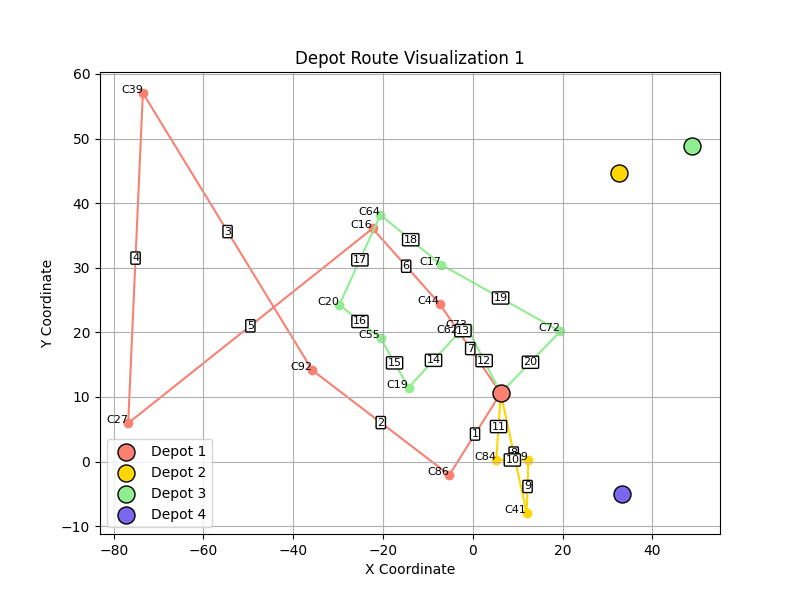 Depot Route Visualization 1
Y Coordinate
60
50
40
30
20
10
0
−10
C39
3
4
C64
C16
18
17
6
C17
19
C20
C44
5
16
C73
C62
13
C72
C55
7
14
12
20
15
C92
C19
C27
2
1
11
8
C84
10
9
C86
9
C41
Depot 1
Depot 2
Depot 3
Depot 4
−80
−60
−40
−20
0
20
40
X Coordinate